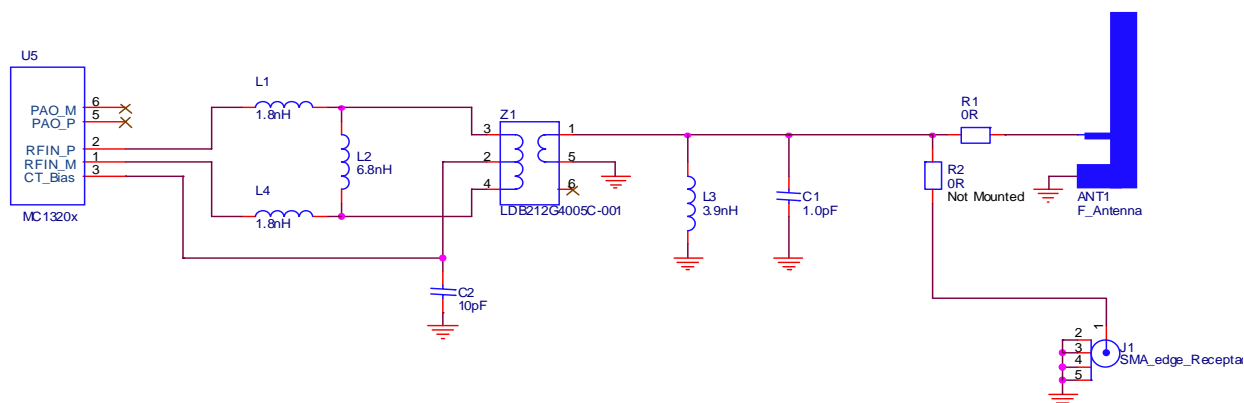 U5
PAO_M 6
PAO_P 5
RFIN_P 2
RFIN_M 1
CT_Bias 3
MC1320x
L1
1.8nH
L2
6.8nH
L4
1.8nH
C2
10pF
Z1
3 1
2 5
4 6
LDB212G4005C-001
L3
3.9nH
C1
1.0pF
R1
0R
R2
0R
Not Mounted
ANT1
F_Antenna
1
2
3
4
5
J1